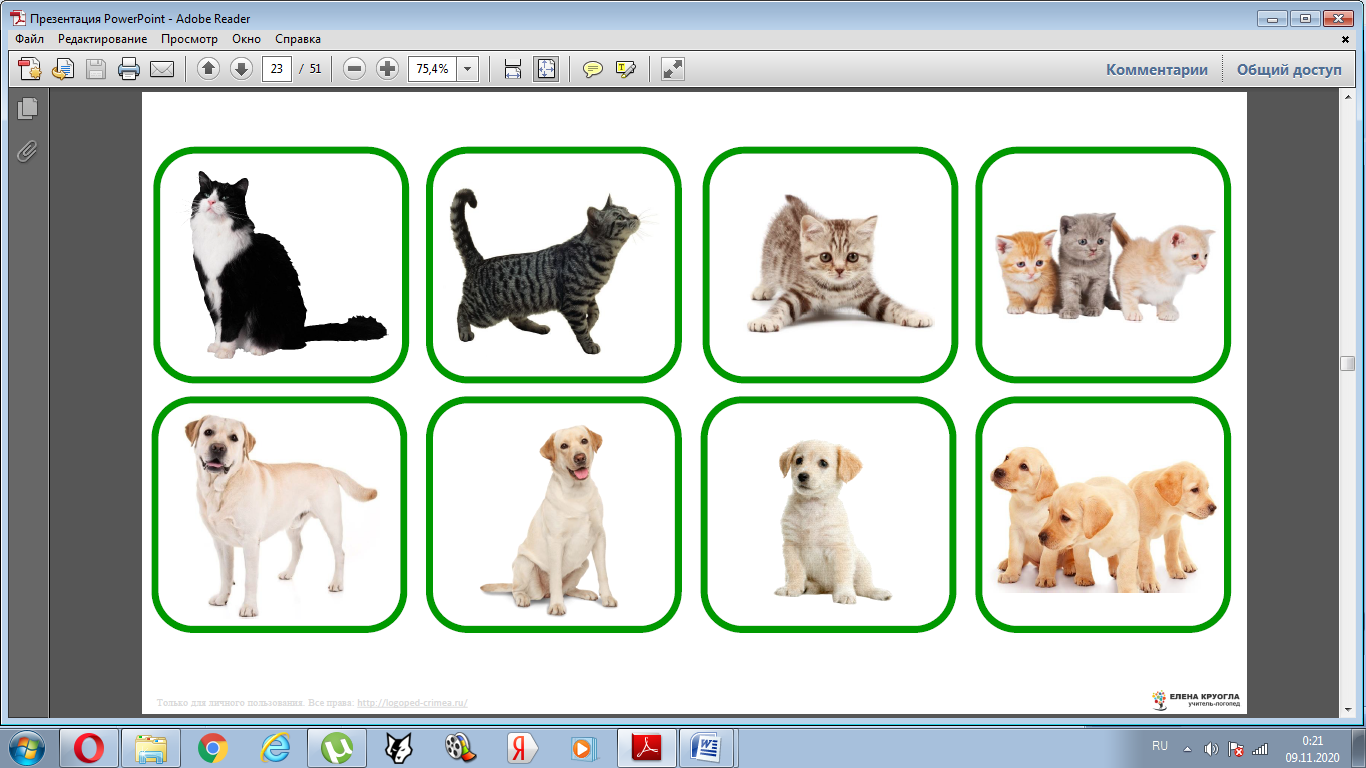 Презентация PowerPoint - Adobe Reader
Файл Редактирование Просмотр Окно Справка
23 / 51 75,4% Комментарии Общий доступ
Только для личного пользования. Все права: http://logoped-crimea.ru/
ЕЛЕНА КРУОГЛА
учитель-логопед
RU 0:21
09.11.2020